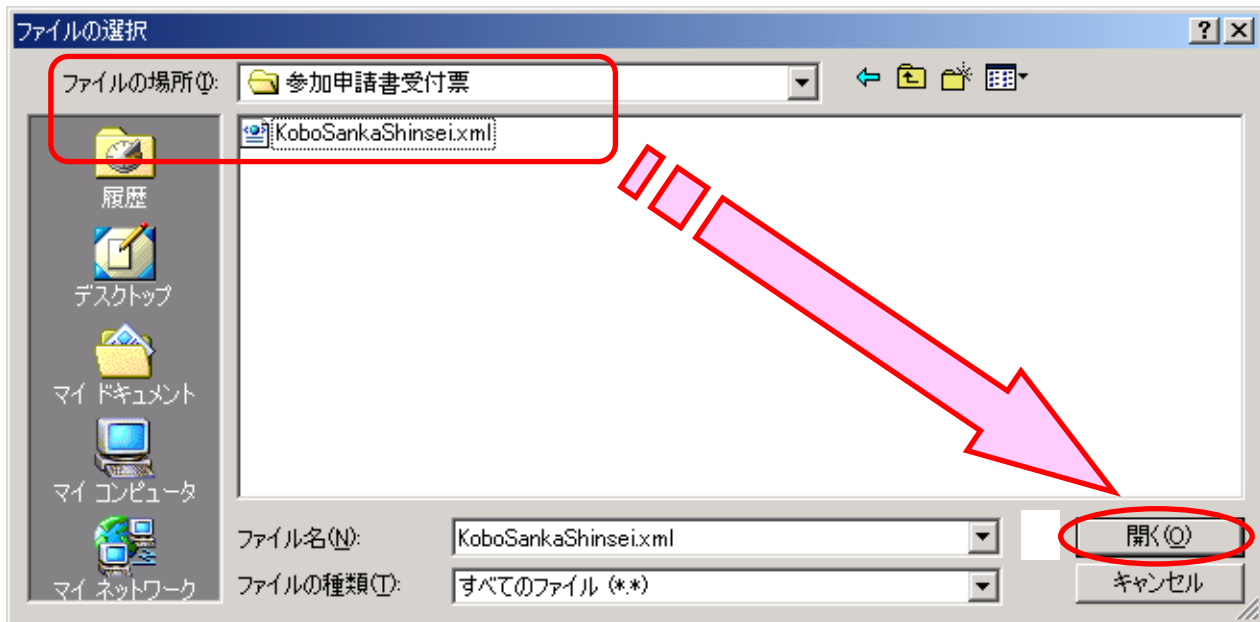 ファイルの選択
ファイルの場所(I):
参加申請書受付票
KoboSankaShinsei.xml
履歴
デスクトップ
マイ ドキュメント
マイ コンピュータ
マイ ネットワーク
ファイル名(N):
KoboSankaShinsei.xml
開く(O)
ファイルの種類(T):
すべてのファイル (*.*)
キャンセル